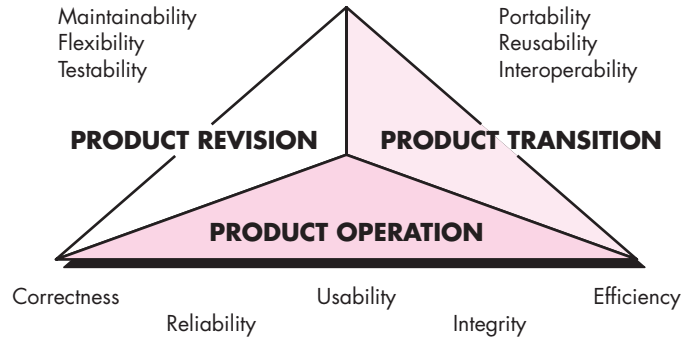 Maintainability
Flexibility
Testability
Portability
Reusability
Interoperability
PRODUCT REVISION
PRODUCT TRANSITION
PRODUCT OPERATION
Correctness
Usability
Efficiency
Reliability
Integrity